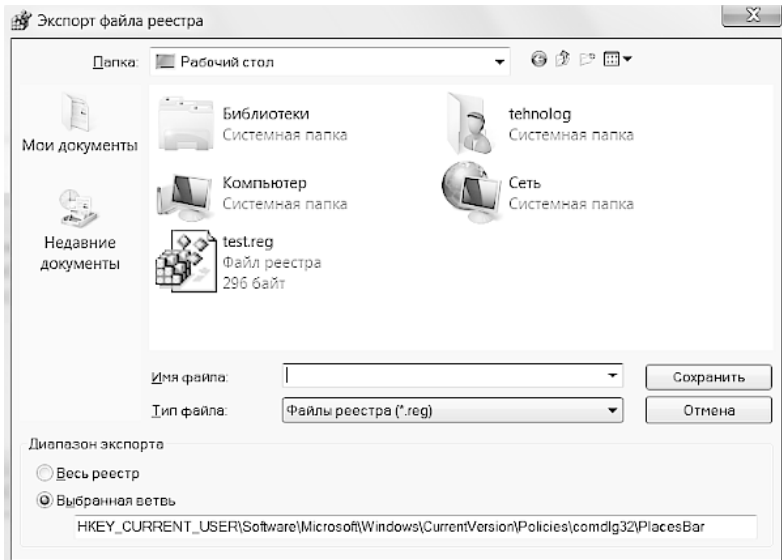 Экспорт файла реестра
Папка: Рабочий стол
Мои документы
Недавние
документы
Библиотеки
Системная папка
tehnolog
Системная папка
Компьютер
Системная папка
Сеть
Системная папка
test.reg
Файл реестра
296 байт
Имя файла:
Сохранить
Тип файла: Файлы реестра (*.reg)
Отмена
Диапазон экспорта
Весь реестр
Выбранная ветвь
HKEY_CURRENT_USER\Software\Microsoft\Windows\CurrentVersion\Policies\comdlg32\PlacesBar